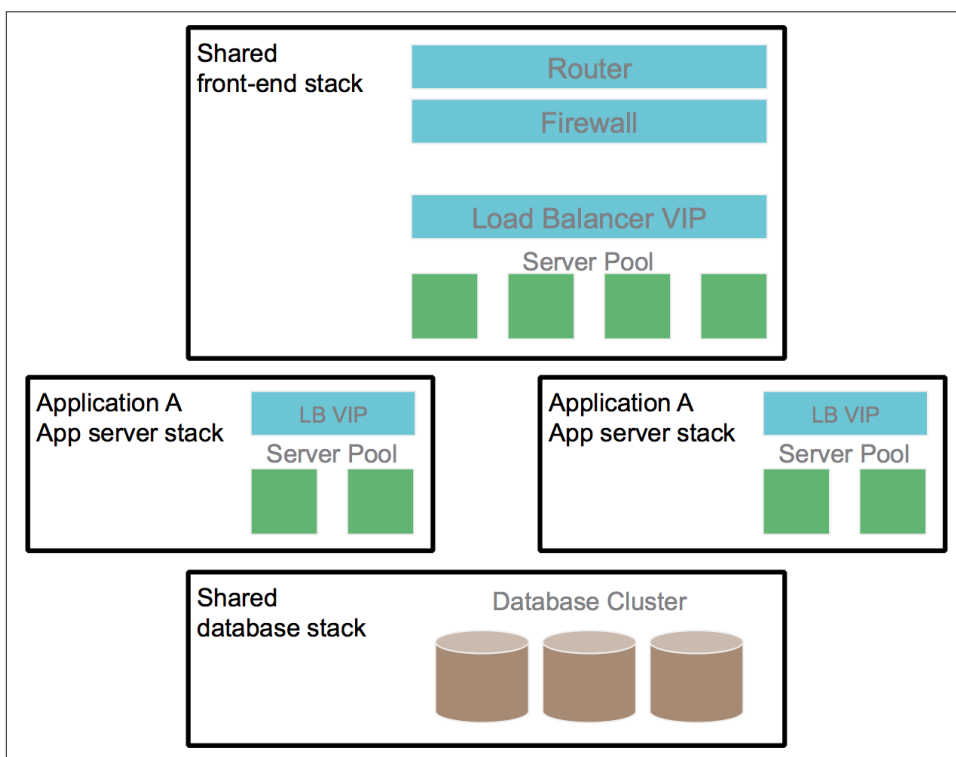 Shared
front-end stack
Router
Firewall
Load Balancer VIP
Server Pool
Application A
App server stack
LB VIP
Server Pool
Application A
App server stack
LB VIP
Server Pool
Shared
database stack
Database Cluster